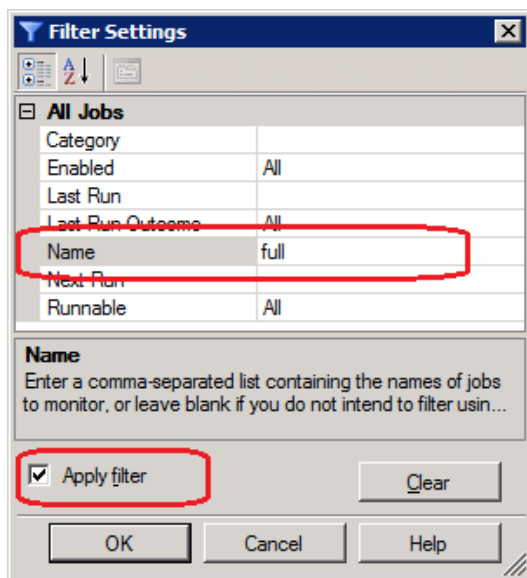 Filter Settings
All Jobs
Category
Enabled All
Last Run
Last Run Outcome All
Name full
Next Run
Runnable All
Name
Enter a comma-separated list containing the names of jobs
to monitor, or leave blank if you do not intend to filter usin...
Apply filter
Clear
OK Cancel Help